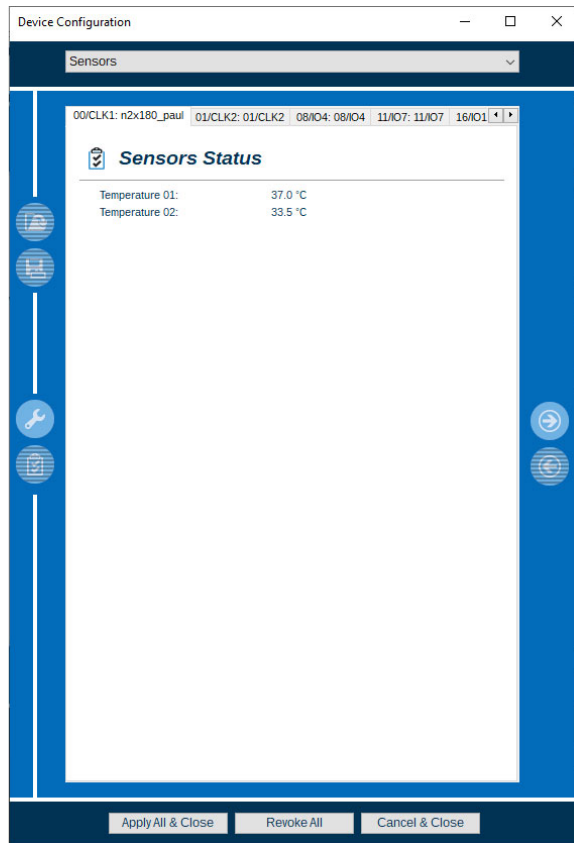 Device Configuration
Sensors
00/CLK1: n2x180_paul 01/CLK2: 01/CLK2 08/IO4: 08/IO4 11/IO7: 11/IO7 16/IO1
Sensors Status
Temperature 01: 37.0 °C
Temperature 02: 33.5 °C
Apply All & Close Revoke All Cancel & Close